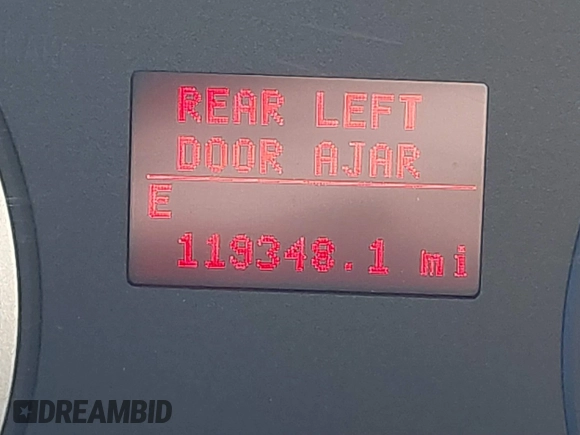 REAR LEFT
DOOR AJAR
E
119348.1 mi
DREAMBID